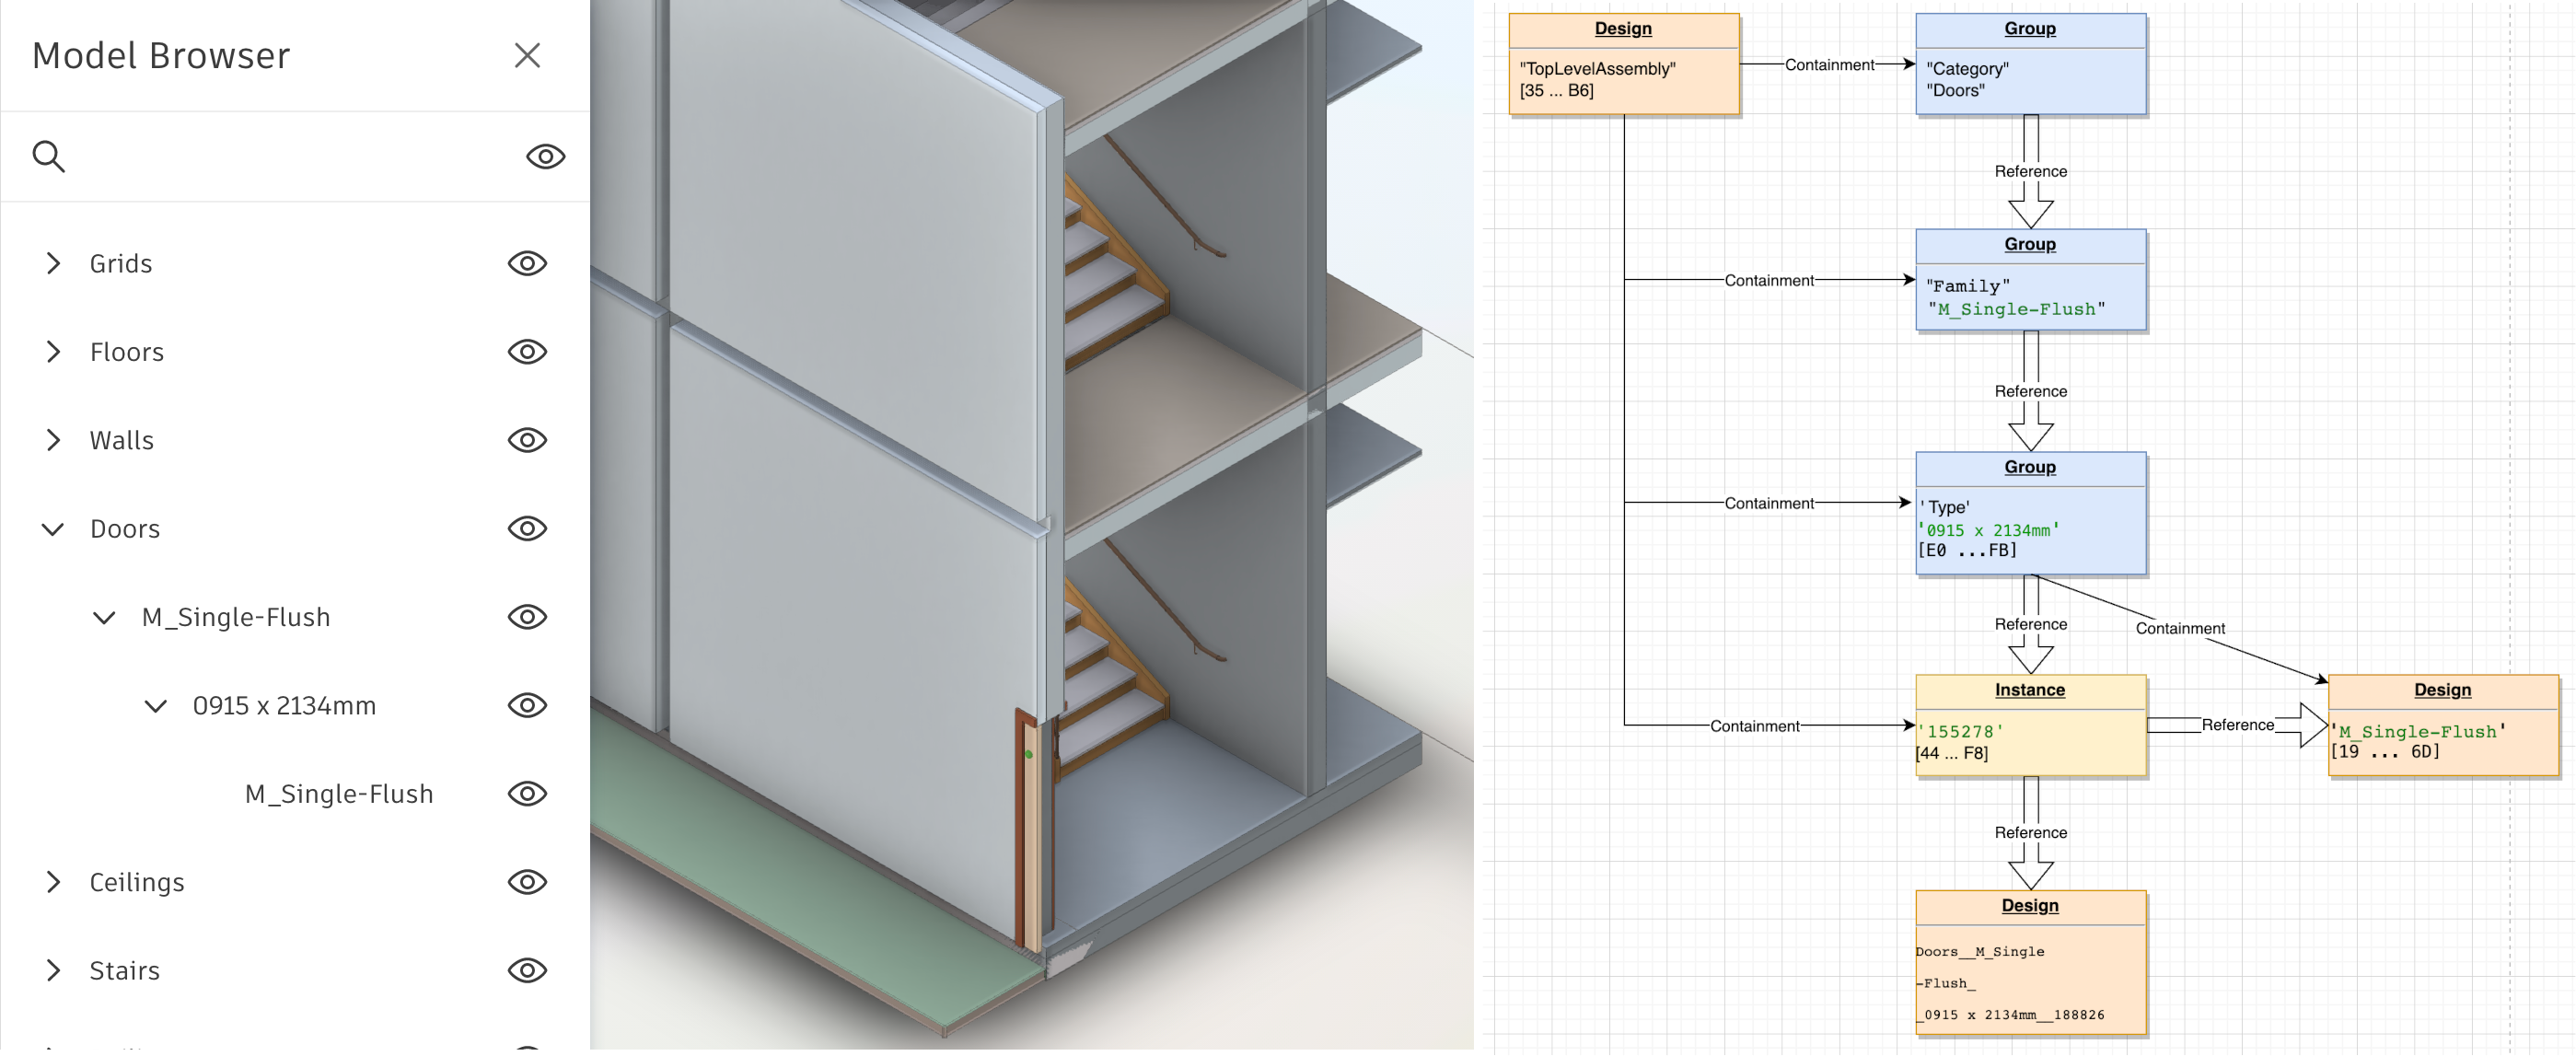 Model Browser
Grids
Floors
Walls
Doors
M_Single-Flush
0915 x 2134mm
M_Single-Flush
Ceilings
Stairs
Design
"TopLevelAssembly"
[35 ... B6]
Containment
Group
"Category"
"Doors"
Reference
Containment
Group
"Family"
"M_Single-Flush"
Reference
Containment
Group
'Type'
'0915 x 2134mm'
[E0 ...FB]
Reference
Containment
Containment
Instance
'155278'
[44 ... F8]
Reference
Design
'M_Single-Flush'
[19 ... 6D]
Reference
Design
Doors__M_Single
-Flush_
_0915 x 2134mm__188826